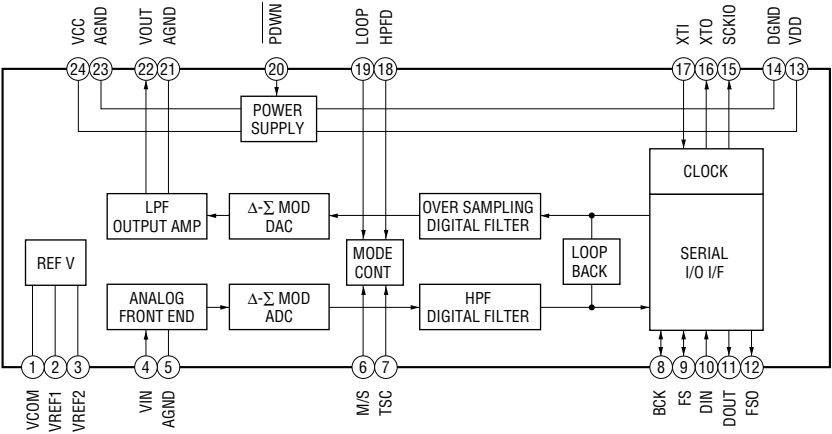 VCC
AGND
VOUT
AGND
PDWN
LOOP
HPFD
XTI
XTO
SCKIO
DGND
VDD
24
23
22
21
20
19
18
17
16
15
14
13
POWER
SUPPLY
CLOCK
LPF
OUTPUT AMP
Δ-Σ MOD
DAC
OVER SAMPLING
DIGITAL FILTER
REF V
MODE
CONT
LOOP
BACK
SERIAL
I/O I/F
ANALOG
FRONT END
Δ-Σ MOD
ADC
HPF
DIGITAL FILTER
1
2
3
4
5
6
7
8
9
10
11
12
VCOM
VREF1
VREF2
VIN
AGND
M/S
TSC
BCK
FS
DIN
DOUT
FSO